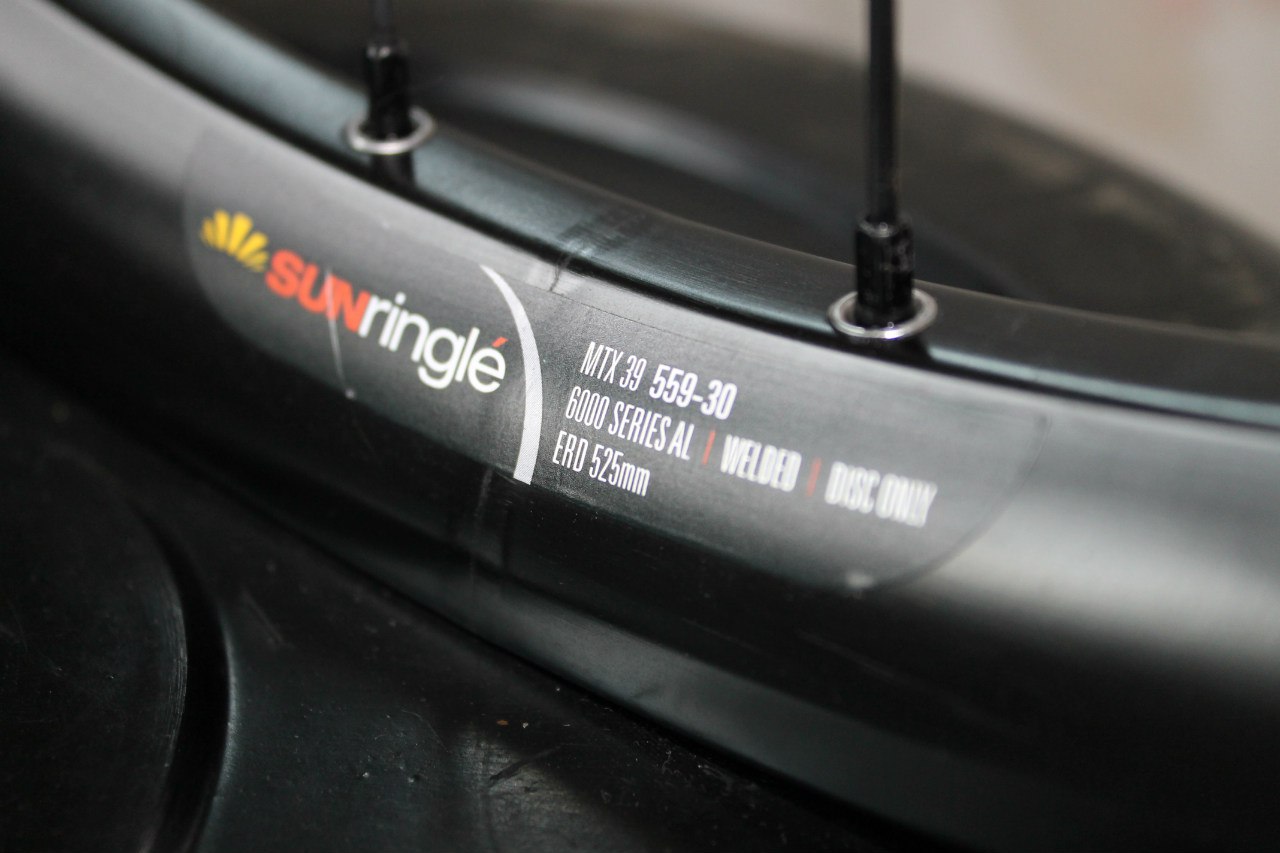 SUNringlé
MTX 39 559-30
6000 SERIES AL | WELDED | DISC ONLY
ERD 525mm